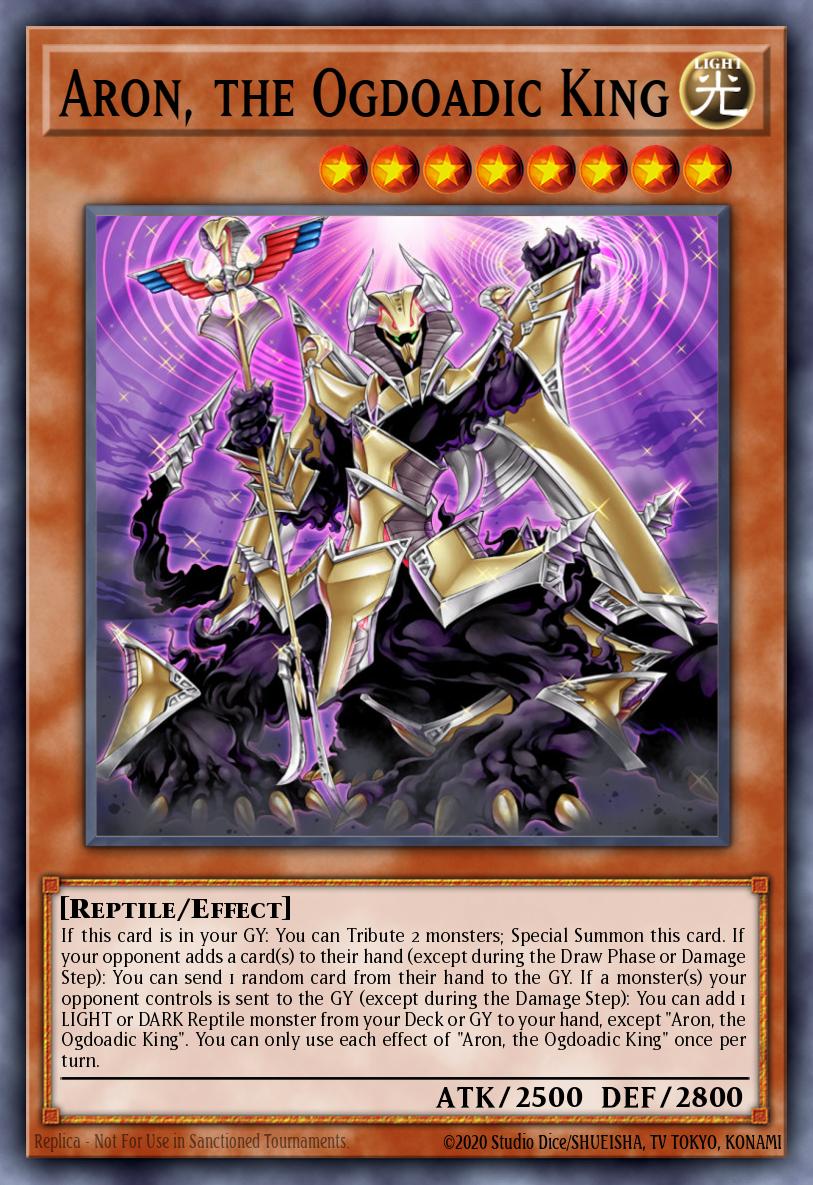 ARON, THE OGDOADIC KING
LIGHT
光
[REPTILE/EFFECT]
If this card is in your GY: You can Tribute 2 monsters; Special Summon this card. If
your opponent adds a card(s) to their hand (except during the Draw Phase or Damage
Step): You can send 1 random card from their hand to the GY. If a monster(s) your
opponent controls is sent to the GY (except during the Damage Step): You can add 1
LIGHT or DARK Reptile monster from your Deck or GY to your hand, except "Aron, the
Ogdoadic King". You can only use each effect of "Aron, the Ogdoadic King" once per
turn.
ATK/2500 DEF/2800
Replica - Not For Use in Sanctioned Tournaments.
©2020 Studio Dice/SHUEISHA, TV TOKYO, KONAMI